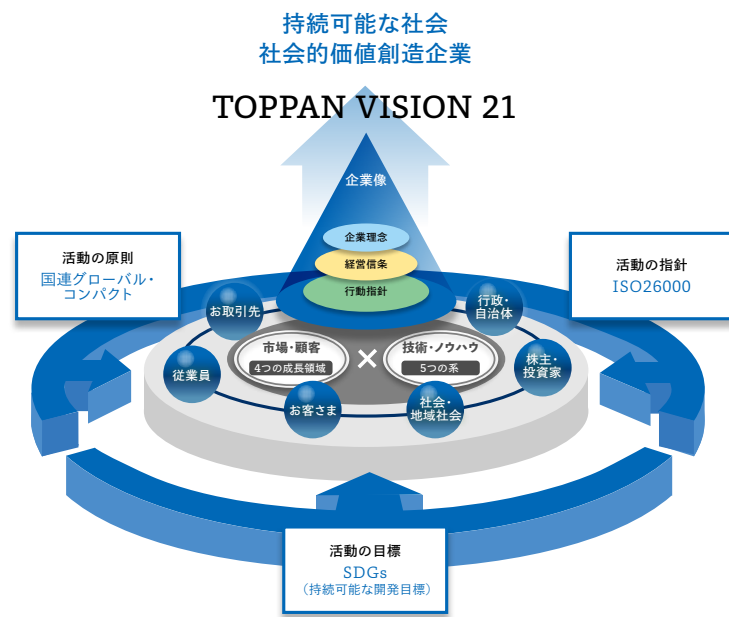 持続可能な社会
社会的価値創造企業
TOPPAN VISION 21
企業像
企業理念
経営信条
行動指針
活動の原則
国連グローバル・
コンパクト
活動の指針
ISO26000
お取引先
行政・
自治体
市場・顧客
4つの成長領域
×
技術・ノウハウ
5つの系
従業員
株主・
投資家
お客さま
社会・
地域社会
活動の目標
SDGs
（持続可能な開発目標）